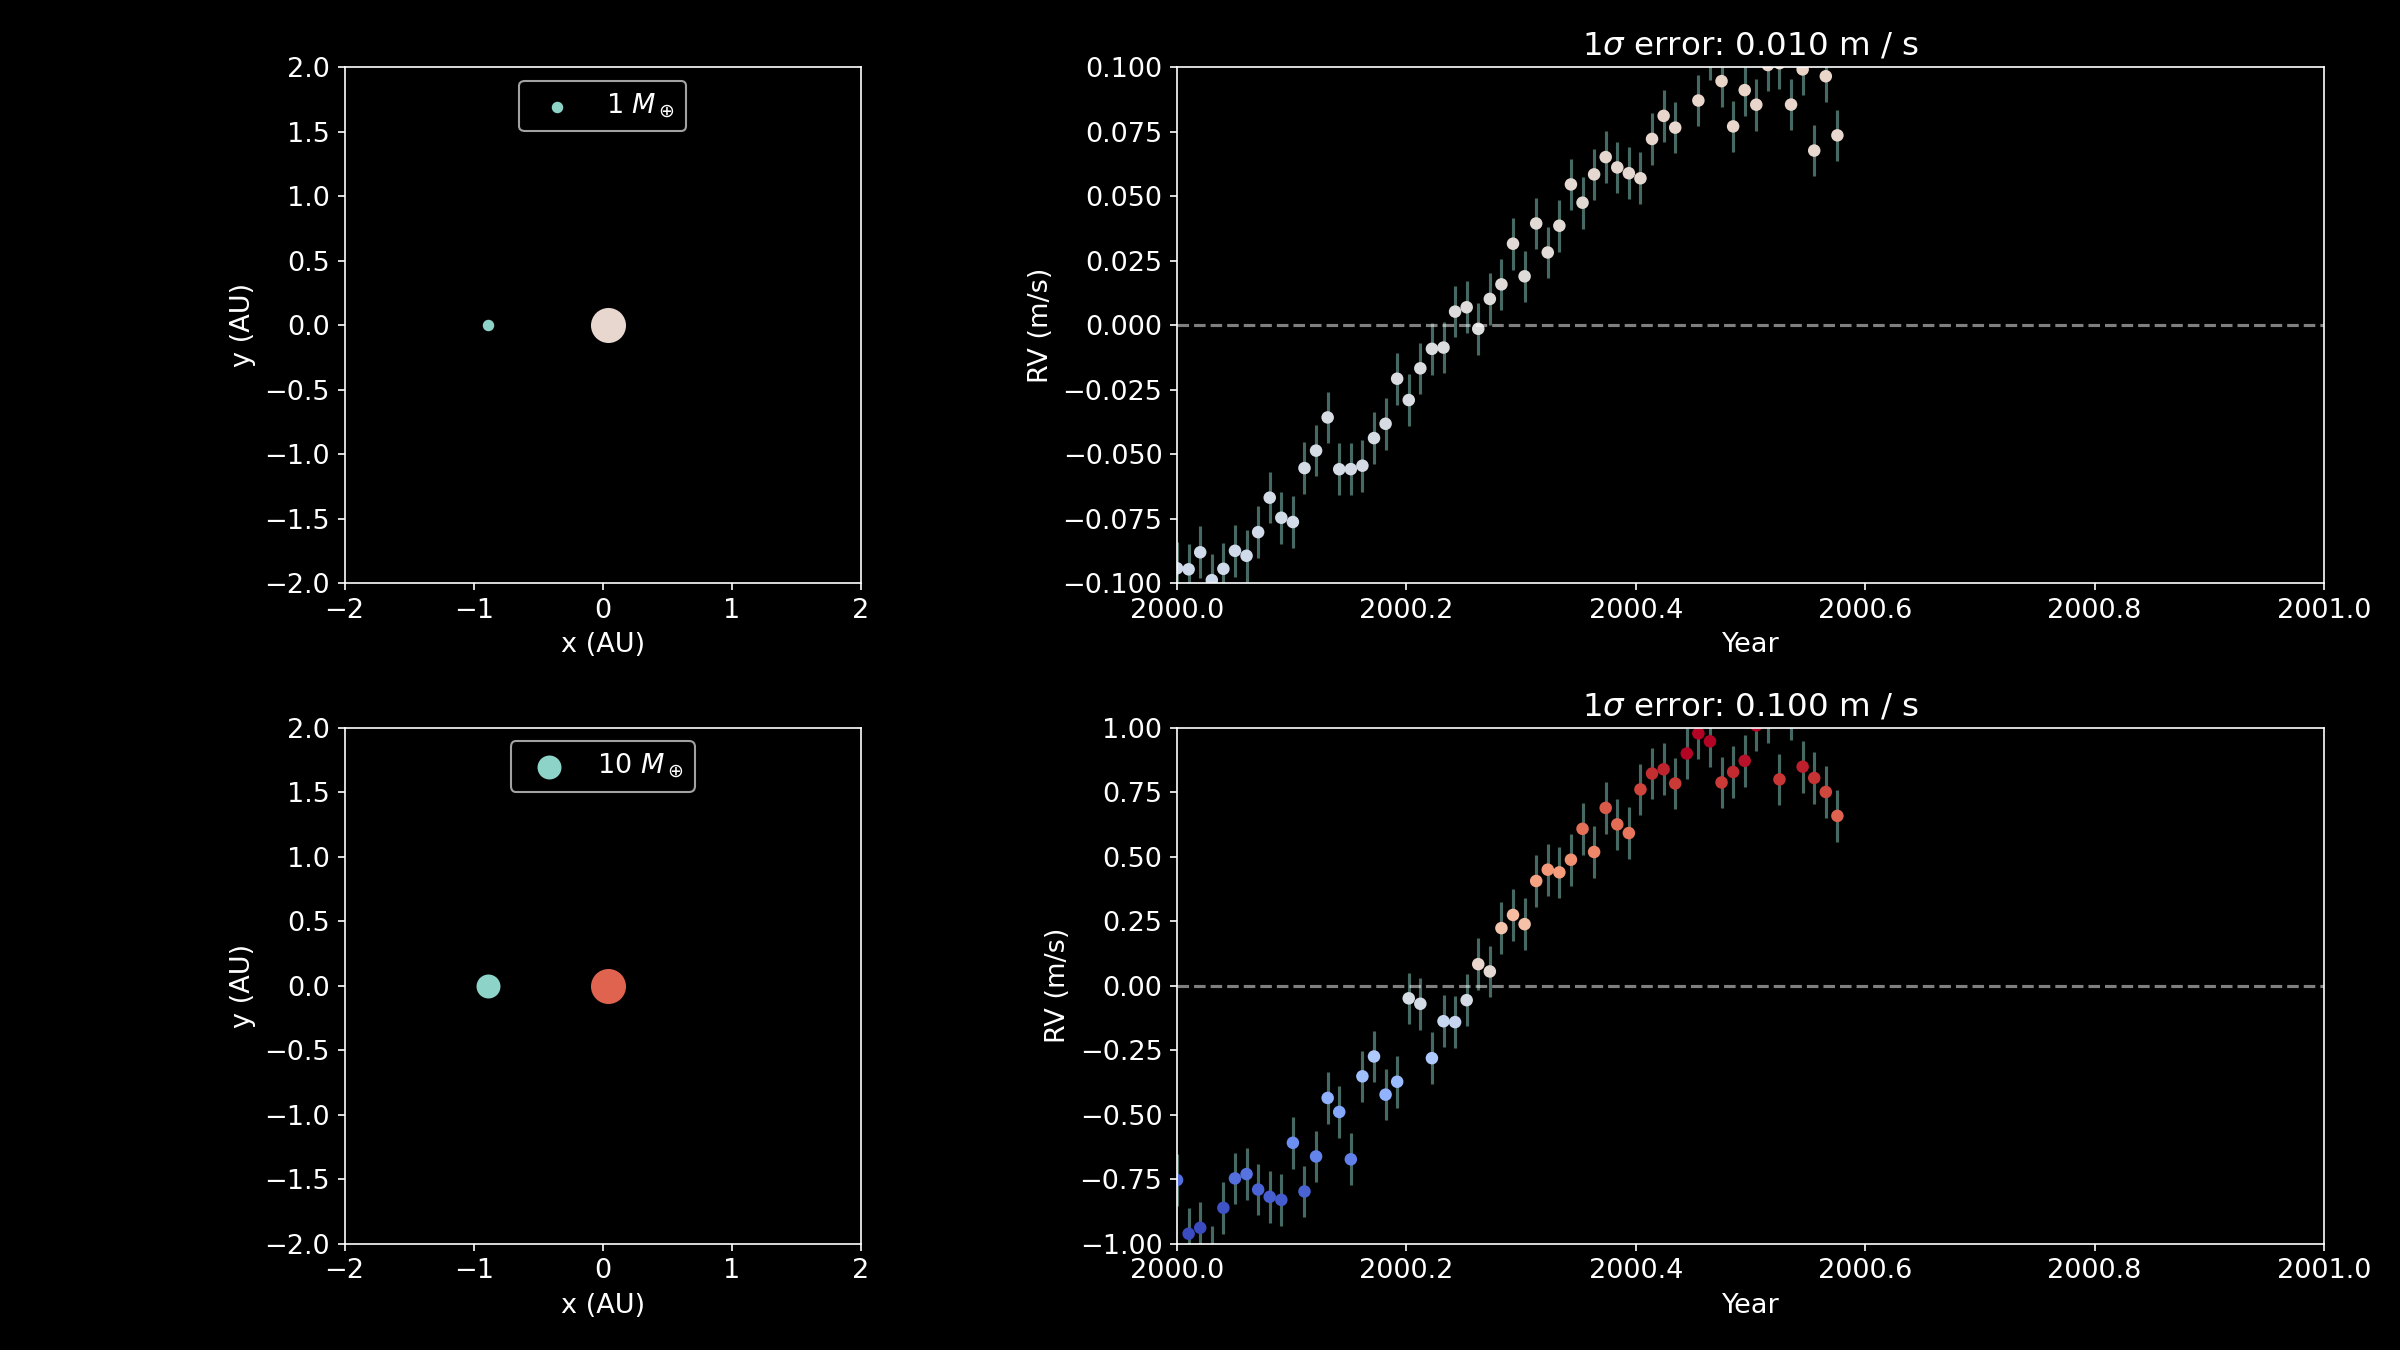 1 M⊕
2.0
1.5
1.0
0.5
0.0
−0.5
−1.0
−1.5
−2.0
y (AU)
−2 −1 0 1 2
x (AU)
1σ error: 0.010 m / s
0.100
0.075
0.050
0.025
0.000
−0.025
−0.050
−0.075
−0.100
RV (m/s)
2000.0 2000.2 2000.4 2000.6 2000.8 2001.0
Year
10 M⊕
2.0
1.5
1.0
0.5
0.0
−0.5
−1.0
−1.5
−2.0
y (AU)
−2 −1 0 1 2
x (AU)
1σ error: 0.100 m / s
1.00
0.75
0.50
0.25
0.00
−0.25
−0.50
−0.75
−1.00
RV (m/s)
2000.0 2000.2 2000.4 2000.6 2000.8 2001.0
Year